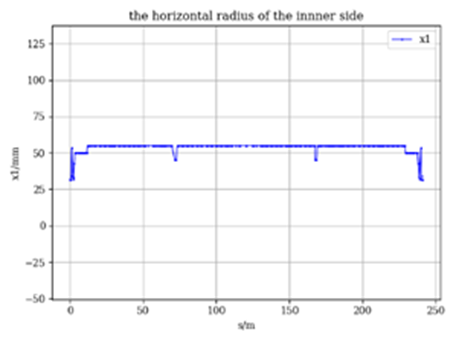 the horizontal radius of the innner side
x1
x1/mm
125
100
75
50
25
0
−25
−50
0 50 100 150 200 250
s/m